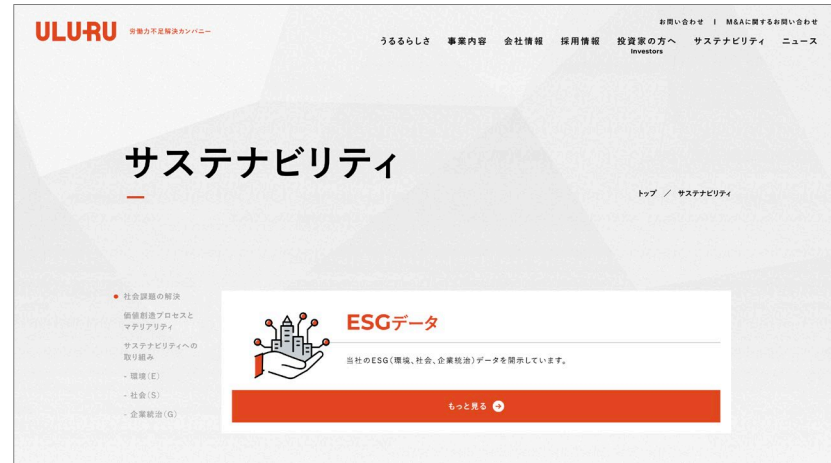 お問い合わせ | M&Aに関するお問い合わせ
ULURU 労働力不足解決カンパニー
うるるらしさ 事業内容 会社情報 採用情報 投資家の方へ サステナビリティ ニュース
Investors
サステナビリティ
トップ ／ サステナビリティ
社会課題の解決
価値創造プロセスと
マテリアリティ
サステナビリティへの
取り組み
- 環境(E)
- 社会(S)
- 企業統治(G)
ESGデータ
当社のESG(環境、社会、企業統治)データを開示しています。
もっと見る